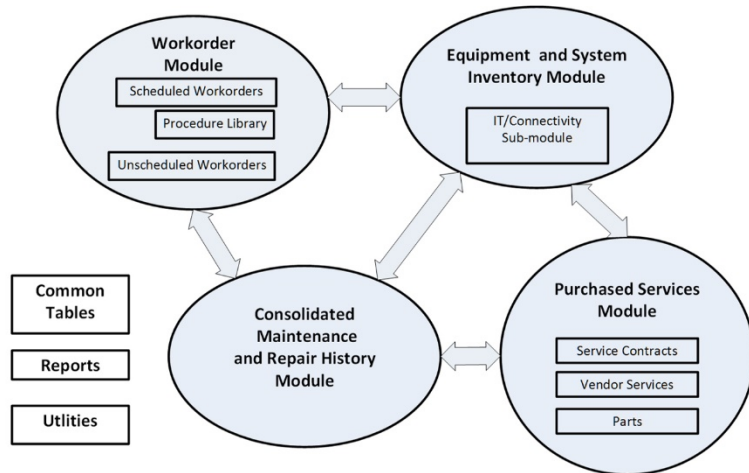 Workorder
Module
Scheduled Workorders
Procedure Library
Unscheduled Workorders
Equipment and System
Inventory Module
IT/Connectivity
Sub-module
Common
Tables
Reports
Utlities
Consolidated
Maintenance
and Repair History
Module
Purchased Services
Module
Service Contracts
Vendor Services
Parts